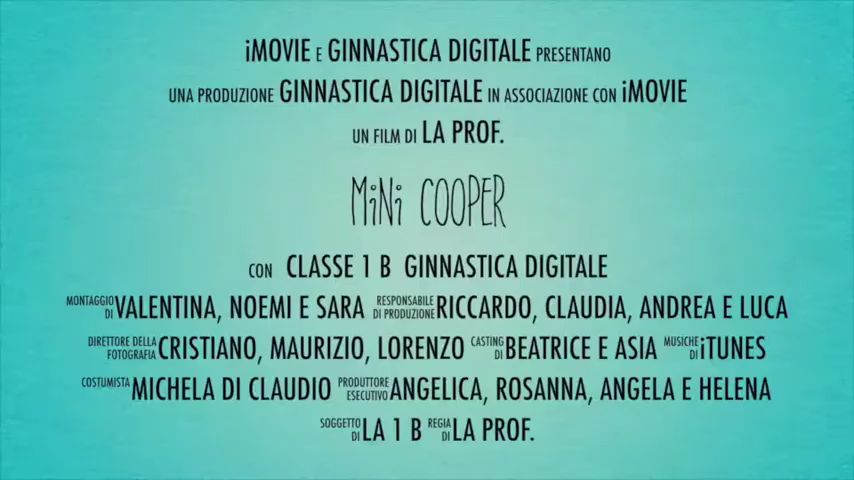 iMOVIE E GINNASTICA DIGITALE PRESENTANO
UNA PRODUZIONE GINNASTICA DIGITALE IN ASSOCIAZIONE CON iMOVIE
UN FILM DI LA PROF.
MiNi COOPER
CON CLASSE 1 B GINNASTICA DIGITALE
MONTAGGIO DI VALENTINA, NOEMI E SARA RESPONSABILE DI PRODUZIONE RICCARDO, CLAUDIA, ANDREA E LUCA
DIRETTORE DELLA FOTOGRAFIA CRISTIANO, MAURIZIO, LORENZO CASTING DI BEATRICE E ASIA MUSICHE DI iTUNES
COSTUMISTA MICHELA DI CLAUDIO PRODUTTORE ESECUTIVO ANGELICA, ROSANNA, ANGELA E HELENA
SOGGETTO DI LA 1 B REGIA DI LA PROF.